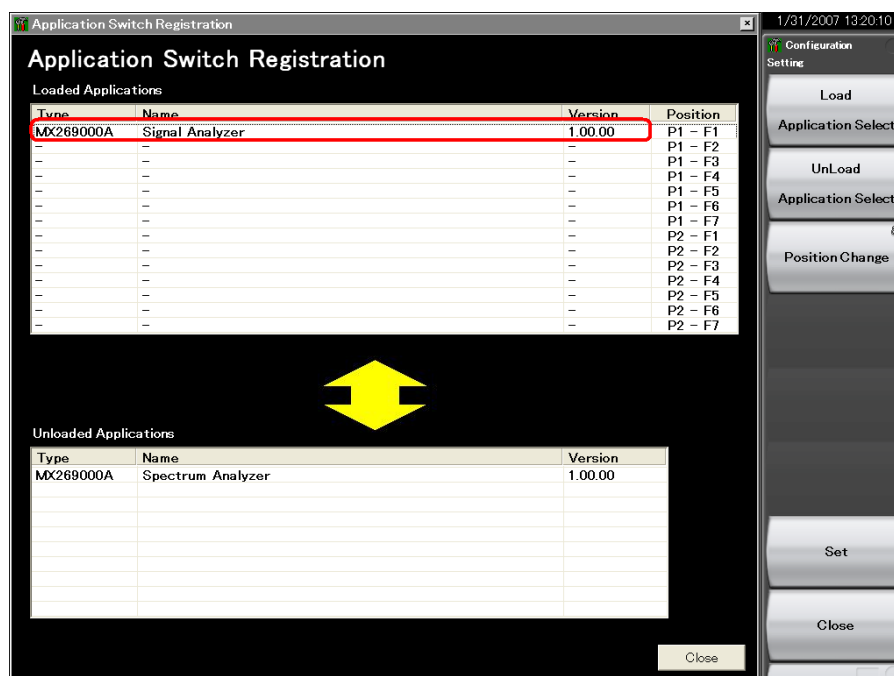 Application Switch Registration
1/31/2007 13:20:10
Application Switch Registration
Loaded Applications
Type Name Version Position
MX269000A Signal Analyzer 1.00.00 P1 - F1
- - - P1 - F2
- - - P1 - F3
- - - P1 - F4
- - - P1 - F5
- - - P1 - F6
- - - P1 - F7
- - - P2 - F1
- - - P2 - F2
- - - P2 - F3
- - - P2 - F4
- - - P2 - F5
- - - P2 - F6
- - - P2 - F7
Unloaded Applications
Type Name Version
MX269000A Spectrum Analyzer 1.00.00
Close
Configuration
Setting
Load
Application Select
UnLoad
Application Select
Position Change
Set
Close